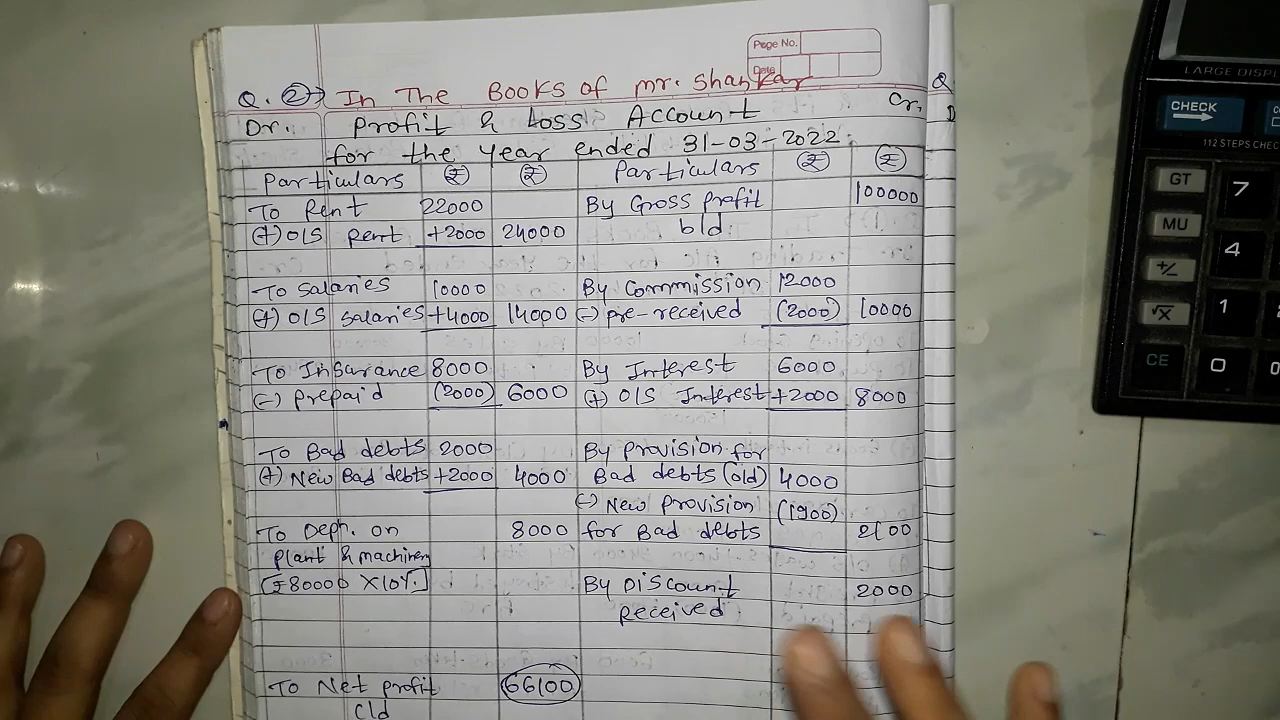 Page No.
Date
Q. ②→ In The Books of mr. Shankar
Dr. Profit & Loss Account Cr.
for the year ended 31-03-2022.
Particulars ₹ ₹ Particulars ₹ ₹
To Rent 22000 By Gross profit 100000
(+) O/S Rent +2000 24000 b/d.
To Salaries 10000 By Commission 12000
(+) O/S salaries +4000 14000 (-) pre-received (2000) 10000
To Insurance 8000 By Interest 6000
(-) prepaid (2000) 6000 (+) O/S Interest +2000 8000
To Bad debts 2000 By provision for
(+) New Bad debts +2000 4000 Bad debts (old) 4000
(-) New provision (1900)
To Deph. on 8000 for Bad debts 2100
plant & machinery
[₹80000 X10%.] By Discount 2000
Received
To Net profit 66100
c/d
Q
D
LARGE DISPL
CHECK
112 STEPS CHEC
GT 7
MU 4
+/-
√X 1
CE 0